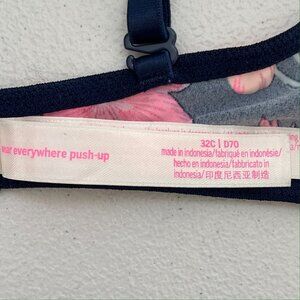 wear everywhere push-up
32C | D70
made in indonesia/fabriqué en indonésie/
hecho en indonesia/fabbricato in
indonesia/印度尼西亚制造